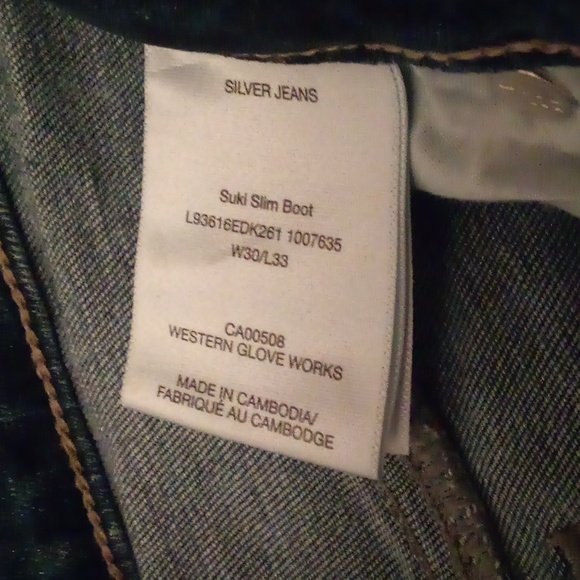 SILVER JEANS
Suki Slim Boot
L93616EDK261 1007635
W30/L33
CA00508
WESTERN GLOVE WORKS
MADE IN CAMBODIA/
FABRIQUÉ AU CAMBODGE